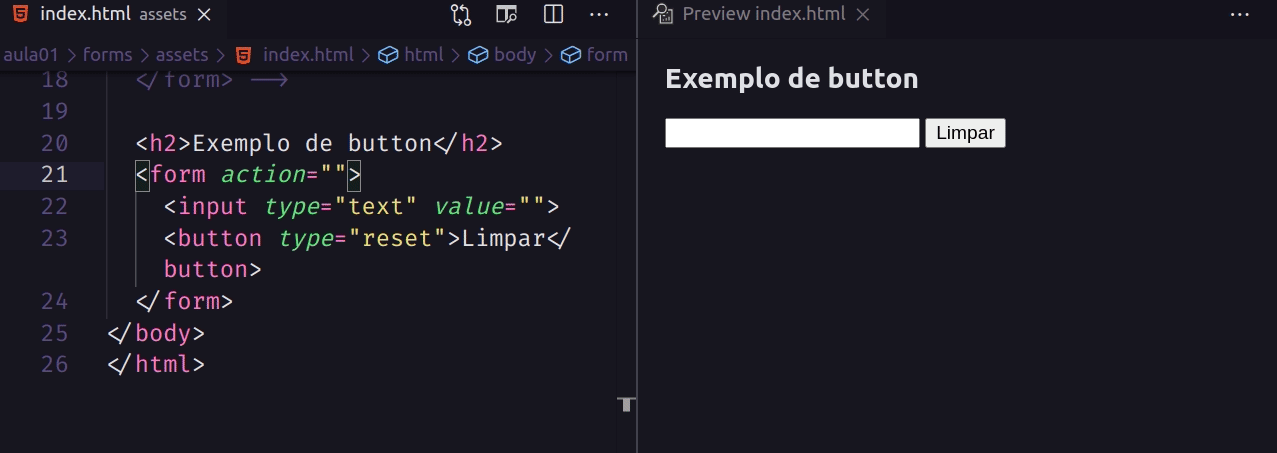 index.html assets
Preview index.html
aula01 > forms > assets > index.html > html > body > form
18 </form> -->
19
20 <h2>Exemplo de button</h2>
21 <form action="">
22 <input type="text" value="">
23 <button type="reset">Limpar</
button>
24 </form>
25 </body>
26 </html>
Exemplo de button
Limpar